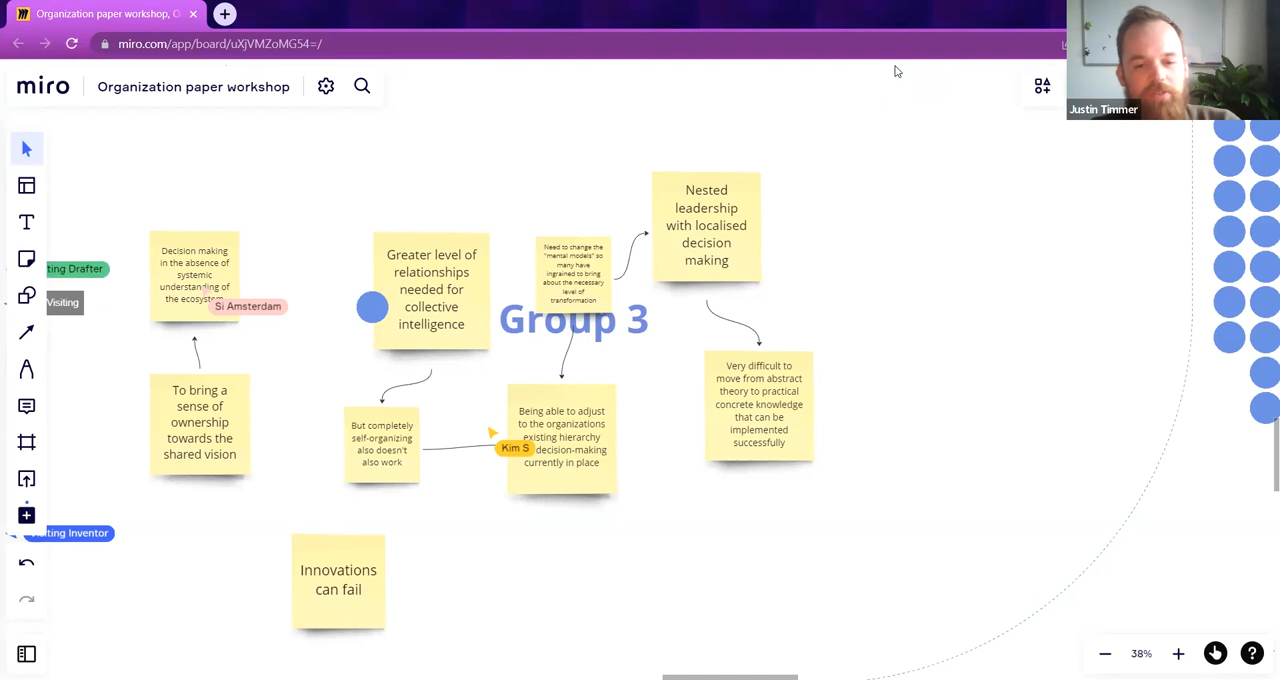 Organization paper workshop, O
miro.com/app/board/uXjVMZoMG54=/
Justin Timmer
miro
Organization paper workshop
Decision making
in the absence of
systemic
understanding of
the ecosystem
Si Amsterdam
To bring a
sense of
ownership
towards the
shared vision
Greater level of
relationships
needed for
collective
intelligence
Group 3
Need to change the
"mental models" so
many have
ingrained to bring
about the necessary
level of
transformation
Nested
leadership
with localised
decision
making
But completely
self-organizing
also doesn't
also work
Being able to adjust
to the organizations
existing hierarchy
decision-making
currently in place
Kim S
Very difficult to
move from abstract
theory to practical
concrete knowledge
that can be
implemented
successfully
Innovations
can fail
ting Drafter
Visiting
Visiting Inventor
38%